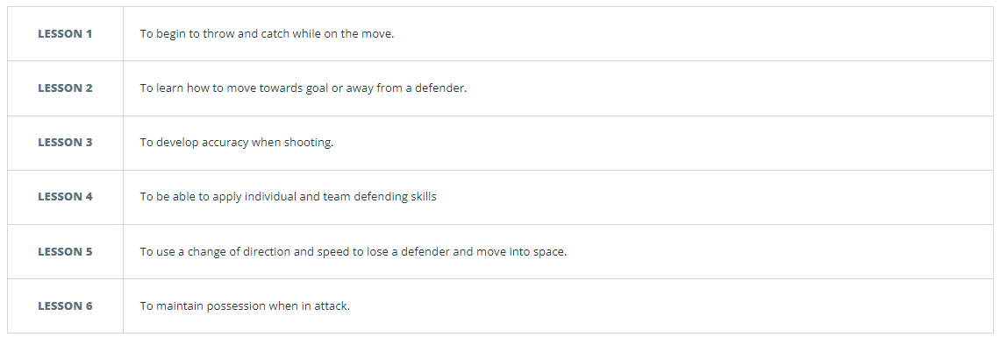 LESSON 1 To begin to throw and catch while on the move.
LESSON 2 To learn how to move towards goal or away from a defender.
LESSON 3 To develop accuracy when shooting.
LESSON 4 To be able to apply individual and team defending skills
LESSON 5 To use a change of direction and speed to lose a defender and move into space.
LESSON 6 To maintain possession when in attack.